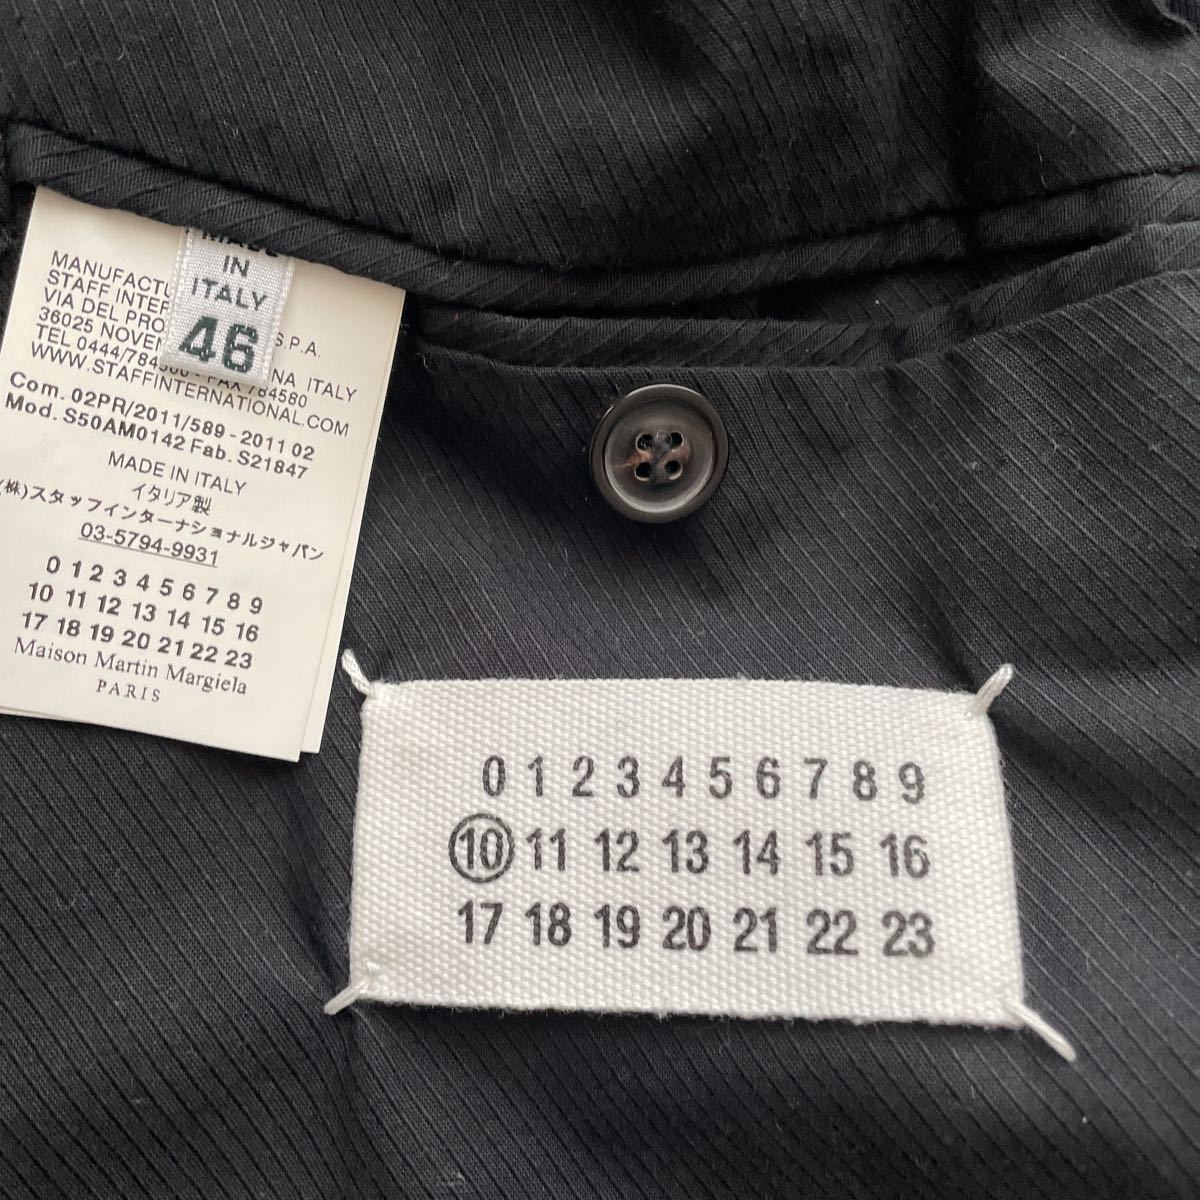 MADE
IN
ITALY
46
MANUFACTU
STAFF INTER S.P.A.
VIA DEL PRO
36025 NOVEN NA ITALY
TEL 0444/784 FAX 784580
WWW.STAFFINTERNATIONAL.COM
Com. 02PR/2011/589 - 2011 02
Mod. S50AM0142 Fab. S21847
MADE IN ITALY
イタリア製
(株)スタッフインターナショナルジャパン
03-5794-9931
0 1 2 3 4 5 6 7 8 9
10 11 12 13 14 15 16
17 18 19 20 21 22 23
Maison Martin Margiela
PARIS
0 1 2 3 4 5 6 7 8 9
10 11 12 13 14 15 16
17 18 19 20 21 22 23